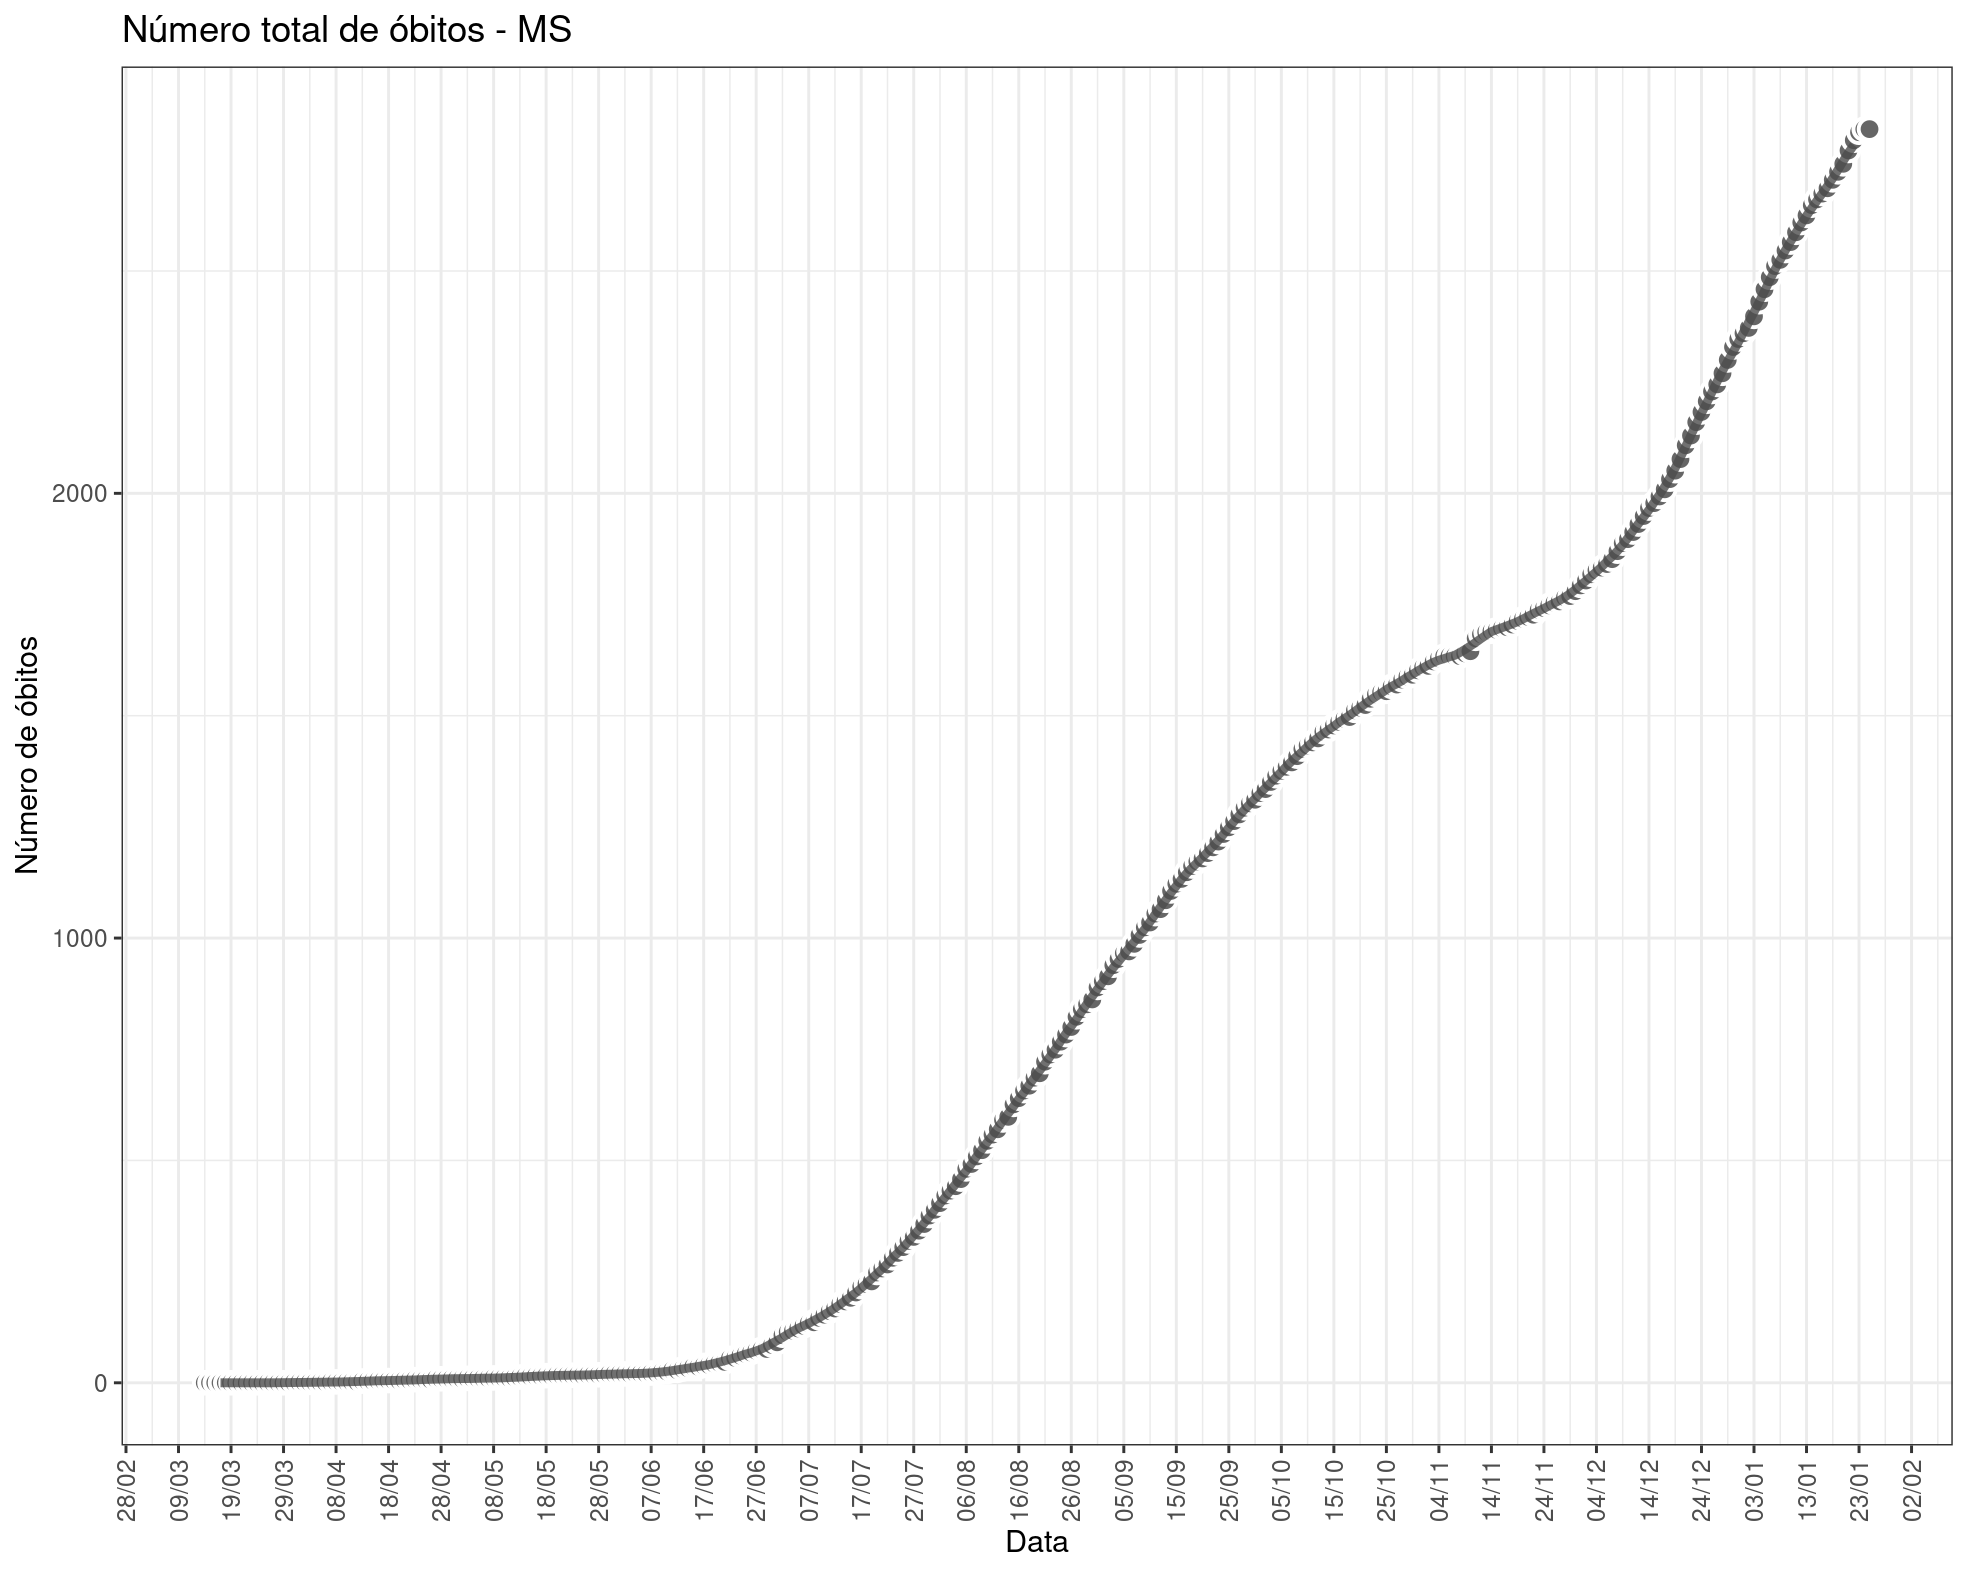 Número total de óbitos - MS
Número de óbitos
2000
1000
0
28/02 09/03 19/03 29/03 08/04 18/04 28/04 08/05 18/05 28/05 07/06 17/06 27/06 07/07 17/07 27/07 06/08 16/08 26/08 05/09 15/09 25/09 05/10 15/10 25/10 04/11 14/11 24/11 04/12 14/12 24/12 03/01 13/01 23/01 02/02
Data